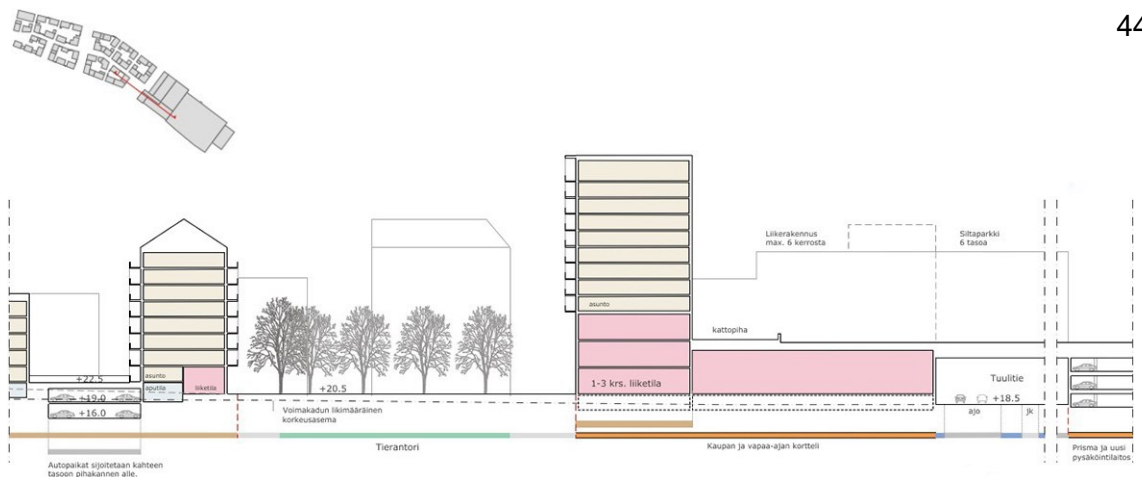 44
Liikerakennus
max. 6 kerrosta
Siltaparkki
6 tasoa
asunto
kattopiha
asunto
+22.5
aputila
liiketila
+20.5
1-3 krs. liiketila
Tuulitie
+19.0
+18.5
+16.0
Voimakadun likimääräinen
korkeusasema
ajo
jk
Tierantori
Kaupan ja vapaa-ajan kortteli
Prisma ja uusi
pysäköintilaitos
Autopaikat sijoitetaan kahteen
tasoon pihakannen alle.